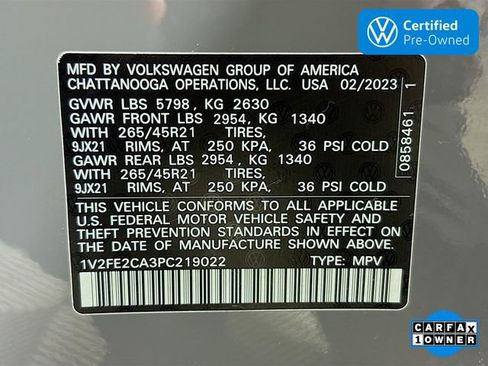 Certified
Pre-Owned
MFD BY VOLKSWAGEN GROUP OF AMERICA
CHATTANOOGA OPERATIONS, LLC. USA 02/2023
GVWR LBS 5798, KG 2630
GAWR FRONT LBS 2954, KG 1340
WITH 265/45R21 TIRES,
9JX21 RIMS, AT 250 KPA, 36 PSI COLD
GAWR REAR LBS 2954, KG 1340
WITH 265/45R21 TIRES,
9JX21 RIMS, AT 250 KPA, 36 PSI COLD
THIS VEHICLE CONFORMS TO ALL APPLICABLE
U.S. FEDERAL MOTOR VEHICLE SAFETY AND
THEFT PREVENTION STANDARDS IN EFFECT ON
THE DATE OF MANUFACTURE SHOWN ABOVE.
1V2FE2CA3PC219022 TYPE: MPV
0858461 1
CARFAX
1 OWNER